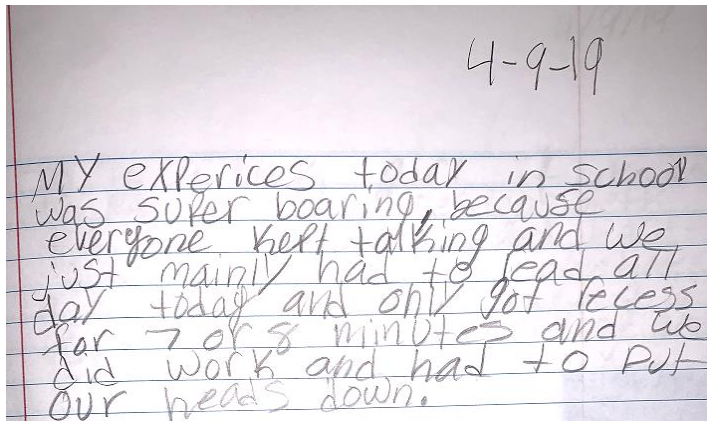 4-9-19
My experices today in school
was super boaring, because
everyone kept talking and we
just mainly had to read all
day today and only got recess
for 7 or 8 minutes and we
did work and had to put
our heads down.